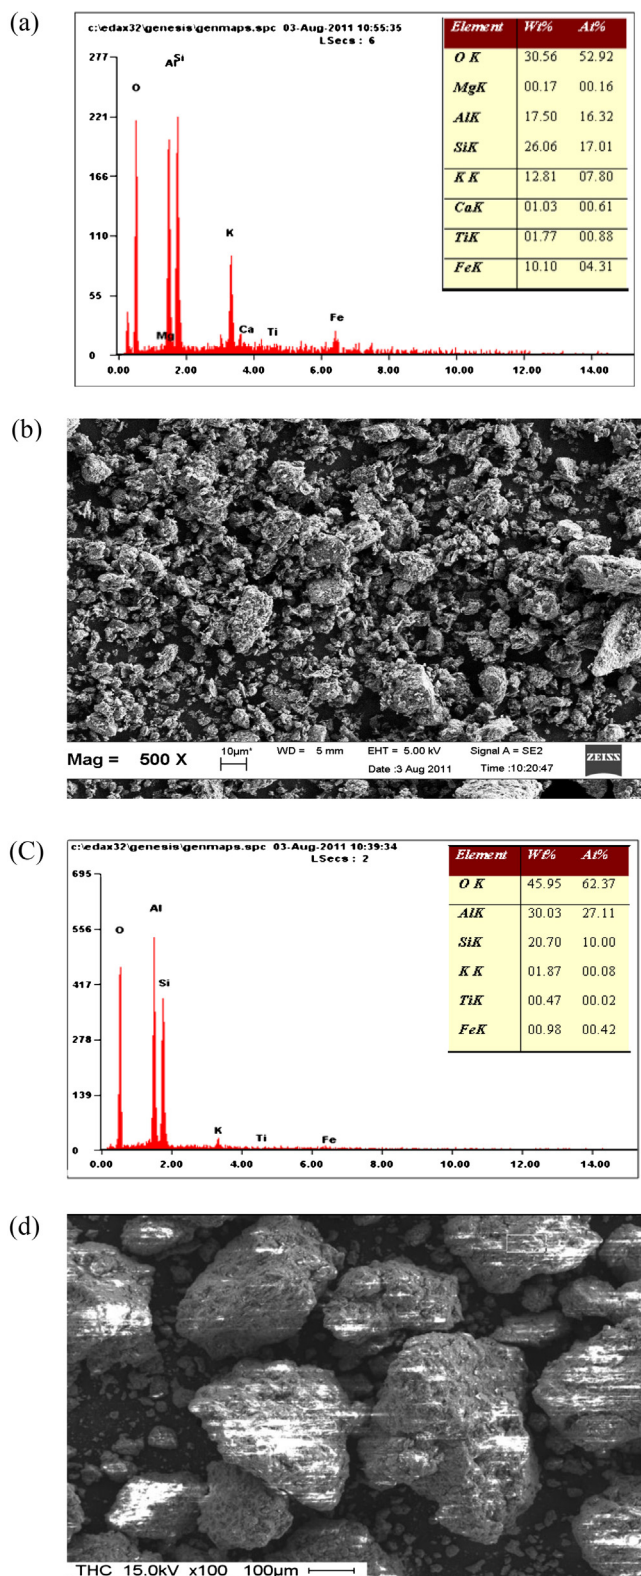 (a)
c:\edax32\genesis\genmaps.spc 03-Aug-2011 10:55:35
LSecs : 6
Element Wt% At%
O K 30.56 52.92
MgK 00.17 00.16
AlK 17.50 16.32
SiK 26.06 17.01
K K 12.81 07.80
CaK 01.03 00.61
TiK 01.77 00.88
FeK 10.10 04.31
277
221
166
110
55
0
O
Al
Si
Mg
K
Ca
Ti
Fe
0.00 2.00 4.00 6.00 8.00 10.00 12.00 14.00
(b)
Mag = 500 X 10µm* WD = 5 mm EHT = 5.00 kV Signal A = SE2
Date :3 Aug 2011 Time :10:20:47
ZEISS
(C)
c:\edax32\genesis\genmaps.spc 03-Aug-2011 10:39:34
LSecs : 2
Element Wt% At%
O K 45.95 62.37
AlK 30.03 27.11
SiK 20.70 10.00
K K 01.87 00.08
TiK 00.47 00.02
FeK 00.98 00.42
695
556
417
278
139
0
O
Al
Si
K
Ti
Fe
0.00 2.00 4.00 6.00 8.00 10.00 12.00 14.00
(d)
THC 15.0kV x100 100µm